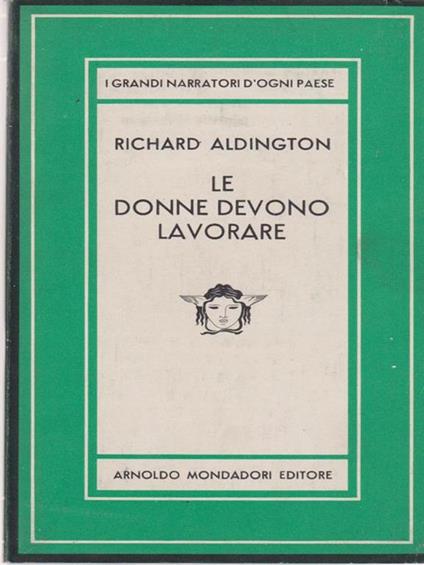 I GRANDI NARRATORI D'OGNI PAESE
RICHARD ALDINGTON
LE
DONNE DEVONO
LAVORARE
ARNOLDO MONDADORI EDITORE